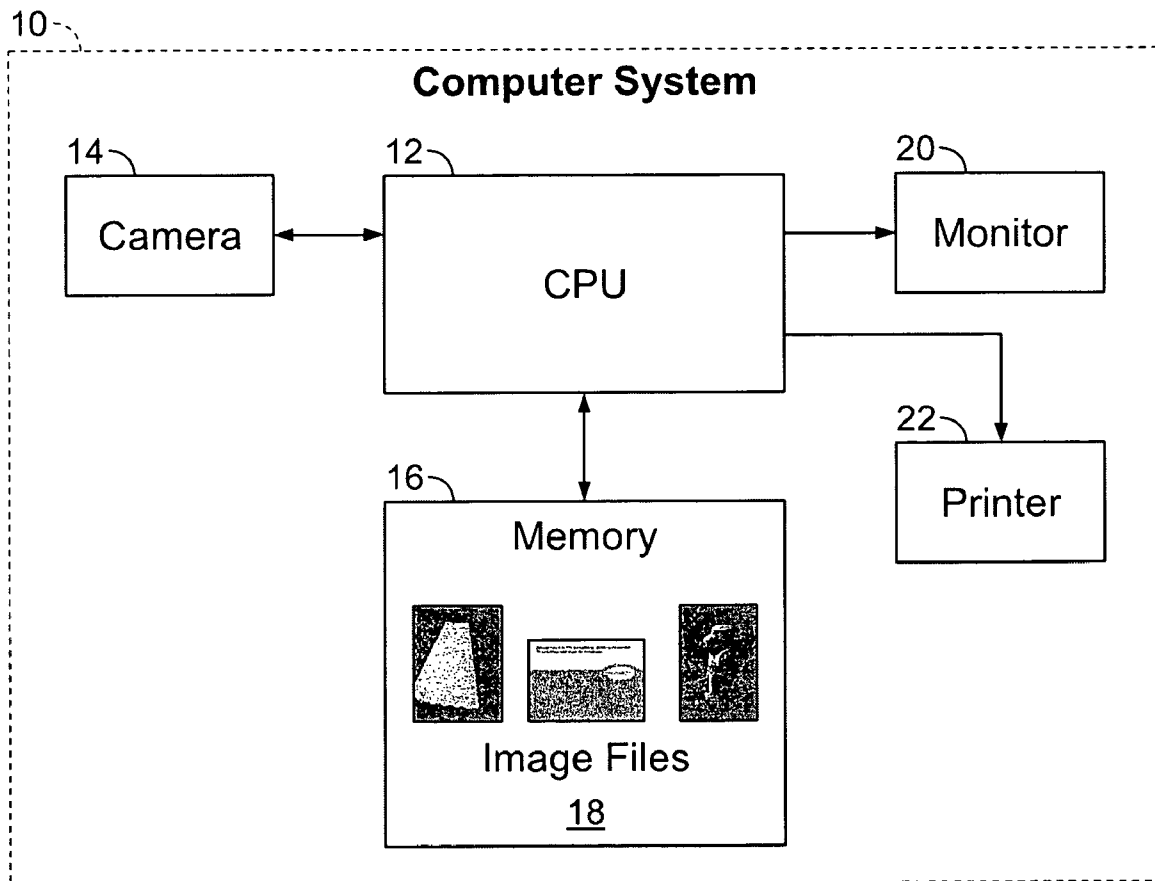 10
Computer System
14
12
20
Camera
CPU
Monitor
22
Printer
16
Memory
Image Files
18